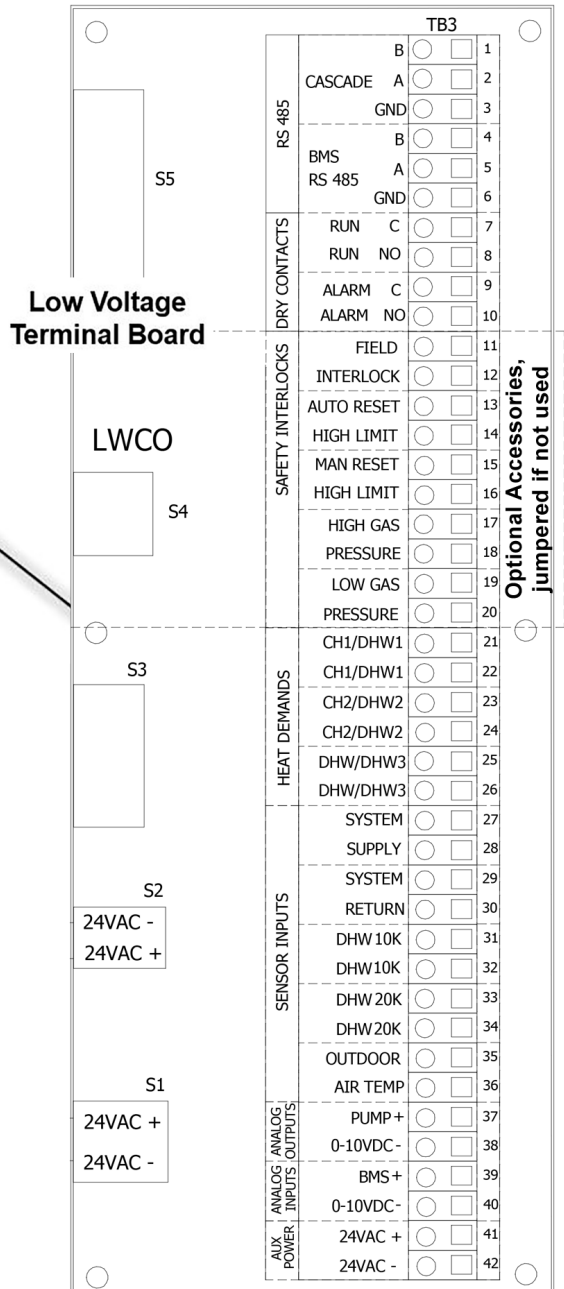 TB3
RS 485
CASCADE
B 1
A 2
GND 3
BMS
RS 485
B 4
A 5
GND 6
DRY CONTACTS
RUN C 7
RUN NO 8
ALARM C 9
ALARM NO 10
SAFETY INTERLOCKS
FIELD 11
INTERLOCK 12
AUTO RESET 13
HIGH LIMIT 14
MAN RESET 15
HIGH LIMIT 16
HIGH GAS 17
PRESSURE 18
LOW GAS 19
PRESSURE 20
Optional Accessories,
jumpered if not used
HEAT DEMANDS
CH1/DHW1 21
CH1/DHW1 22
CH2/DHW2 23
CH2/DHW2 24
DHW/DHW3 25
DHW/DHW3 26
SENSOR INPUTS
SYSTEM 27
SUPPLY 28
SYSTEM 29
RETURN 30
DHW 10K 31
DHW 10K 32
DHW 20K 33
DHW 20K 34
OUTDOOR 35
AIR TEMP 36
ANALOG
OUTPUTS
PUMP+ 37
0-10VDC- 38
ANALOG
INPUTS
BMS+ 39
0-10VDC- 40
AUX
POWER
24VAC + 41
24VAC - 42
S5
Low Voltage
Terminal Board
LWCO
S4
S3
S2
24VAC -
24VAC +
S1
24VAC +
24VAC -